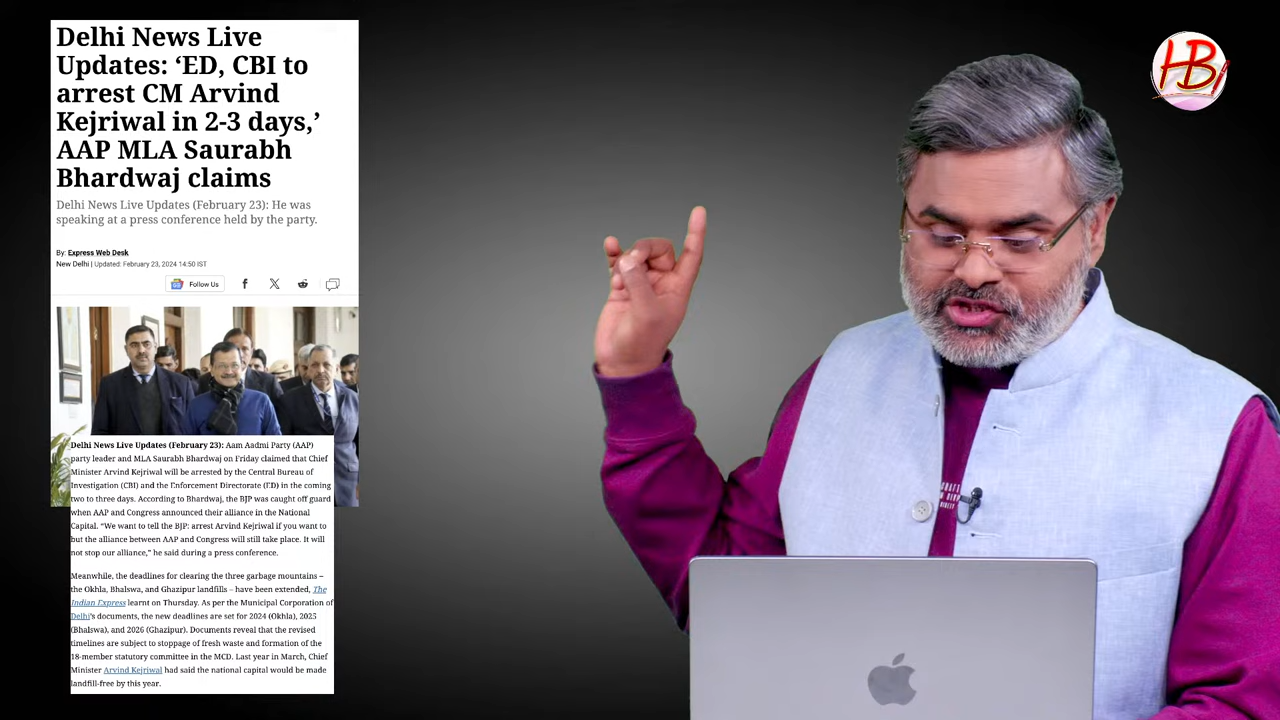 Delhi News Live
Updates: ‘ED, CBI to
arrest CM Arvind
Kejriwal in 2-3 days,’
AAP MLA Saurabh
Bhardwaj claims
Delhi News Live Updates (February 23): He was
speaking at a press conference held by the party.
By: Express Web Desk
New Delhi | Updated: February 23, 2024 14:50 IST
Follow Us
Delhi News Live Updates (February 23): Aam Aadmi Party (AAP)
party leader and MLA Saurabh Bhardwaj on Friday claimed that Chief
Minister Arvind Kejriwal will be arrested by the Central Bureau of
Investigation (CBI) and the Enforcement Directorate (ED) in the coming
two to three days. According to Bhardwaj, the BJP was caught off guard
when AAP and Congress announced their alliance in the National
Capital. “We want to tell the BJP: arrest Arvind Kejriwal if you want to
but the alliance between AAP and Congress will still take place. It will
not stop our alliance,” he said during a press conference.
Meanwhile, the deadlines for clearing the three garbage mountains –
the Okhla, Bhalswa, and Ghazipur landfills – have been extended, The
Indian Express learnt on Thursday. As per the Municipal Corporation of
Delhi’s documents, the new deadlines are set for 2024 (Okhla), 2025
(Bhalswa), and 2026 (Ghazipur). Documents reveal that the revised
timelines are subject to stoppage of fresh waste and formation of the
18-member statutory committee in the MCD. Last year in March, Chief
Minister Arvind Kejriwal had said the national capital would be made
landfill-free by this year.
HBI